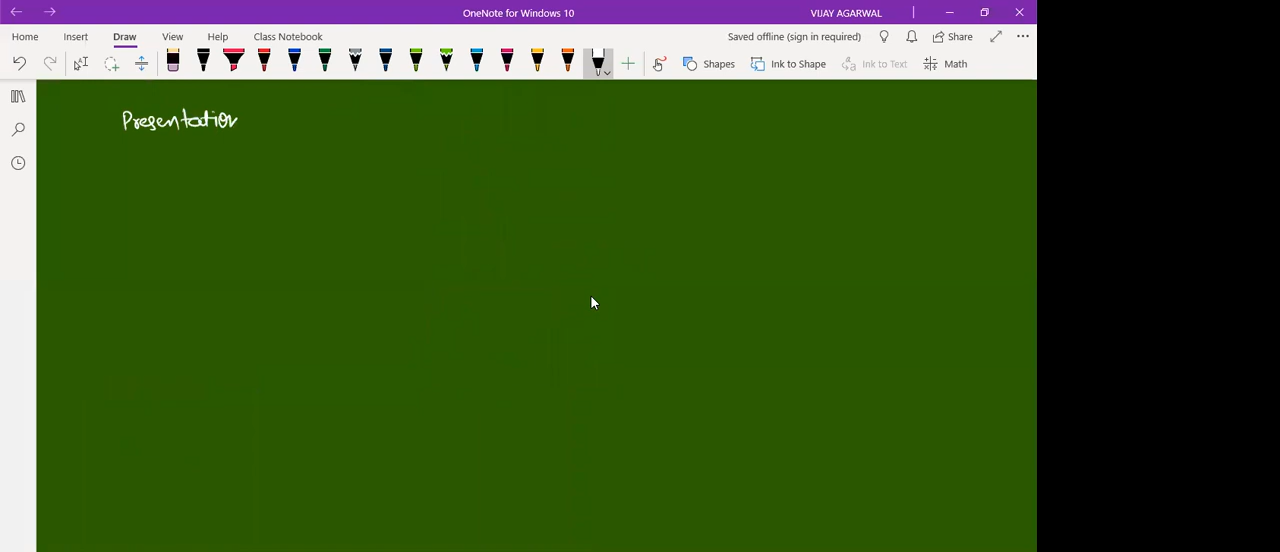 OneNote for Windows 10
VIJAY AGARWAL
Home Insert Draw View Help Class Notebook
Saved offline (sign in required) Share
Shapes Ink to Shape Ink to Text Math
Presentation